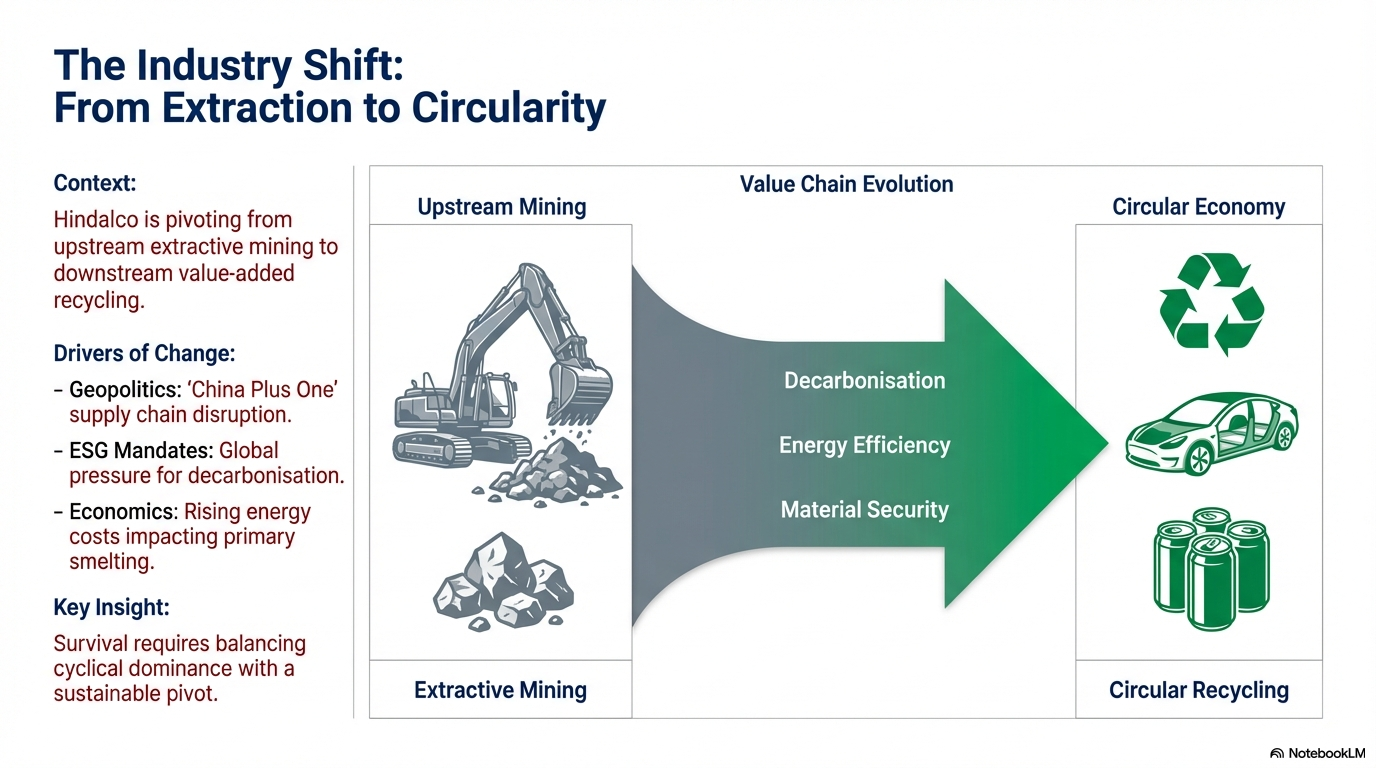 The Industry Shift:
From Extraction to Circularity
Context:
Hindalco is pivoting from
upstream extractive mining to
downstream value-added
recycling.
Drivers of Change:
– Geopolitics: ‘China Plus One’
supply chain disruption.
– ESG Mandates: Global
pressure for decarbonisation.
– Economics: Rising energy
costs impacting primary
smelting.
Key Insight:
Survival requires balancing
cyclical dominance with a
sustainable pivot.
Value Chain Evolution
Upstream Mining
Circular Economy
Decarbonisation
Energy Efficiency
Material Security
Extractive Mining
Circular Recycling
NotebookLM